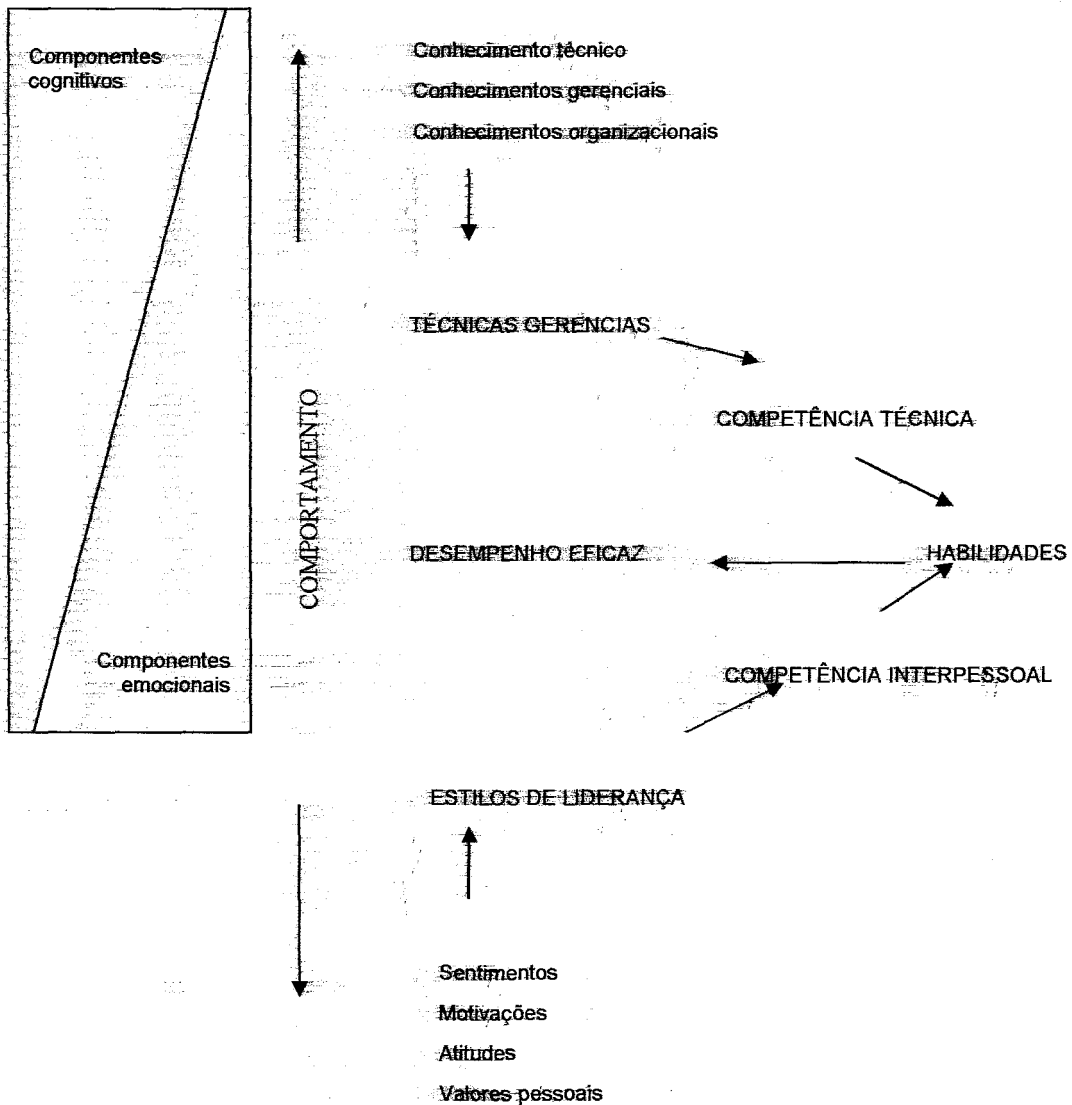 Componentes
cognitivos
Conhecimento técnico
Conhecimentos gerenciais
Conhecimentos organizacionais
TÉCNICAS GERÊNCIAS
COMPETÊNCIA TÉCNICA
COMPORTAMENTO
DESEMPENHO EFICAZ
HABILIDADES
Componentes
emocionais
COMPETÊNCIA INTERPESSOAL
ESTILOS DE LIDERANÇA
Sentimentos
Motivações
Atitudes
Valores pessoais